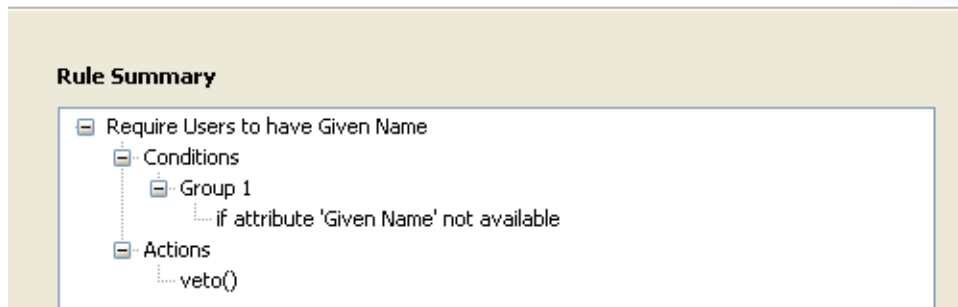 Rule Summary
Require Users to have Given Name
Conditions
Group 1
if attribute 'Given Name' not available
Actions
veto()